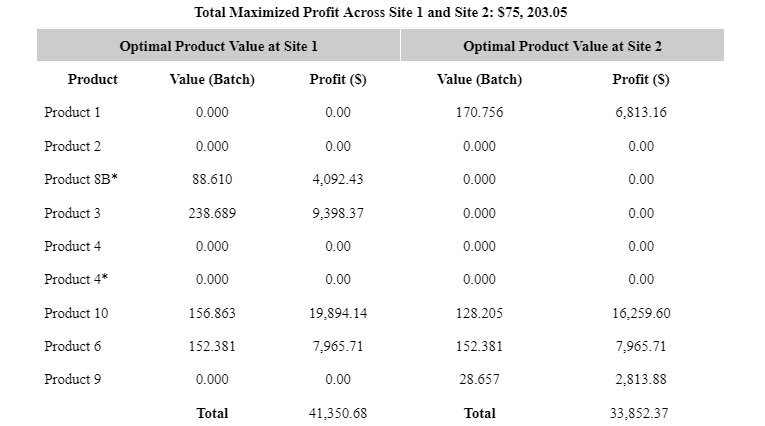 Total Maximized Profit Across Site 1 and Site 2: $75, 203.05
Optimal Product Value at Site 1 Optimal Product Value at Site 2
Product Value (Batch) Profit ($) Value (Batch) Profit ($)
Product 1 0.000 0.00 170.756 6,813.16
Product 2 0.000 0.00 0.000 0.00
Product 8B* 88.610 4,092.43 0.000 0.00
Product 3 238.689 9,398.37 0.000 0.00
Product 4 0.000 0.00 0.000 0.00
Product 4* 0.000 0.00 0.000 0.00
Product 10 156.863 19,894.14 128.205 16,259.60
Product 6 152.381 7,965.71 152.381 7,965.71
Product 9 0.000 0.00 28.657 2,813.88
Total 41,350.68 Total 33,852.37